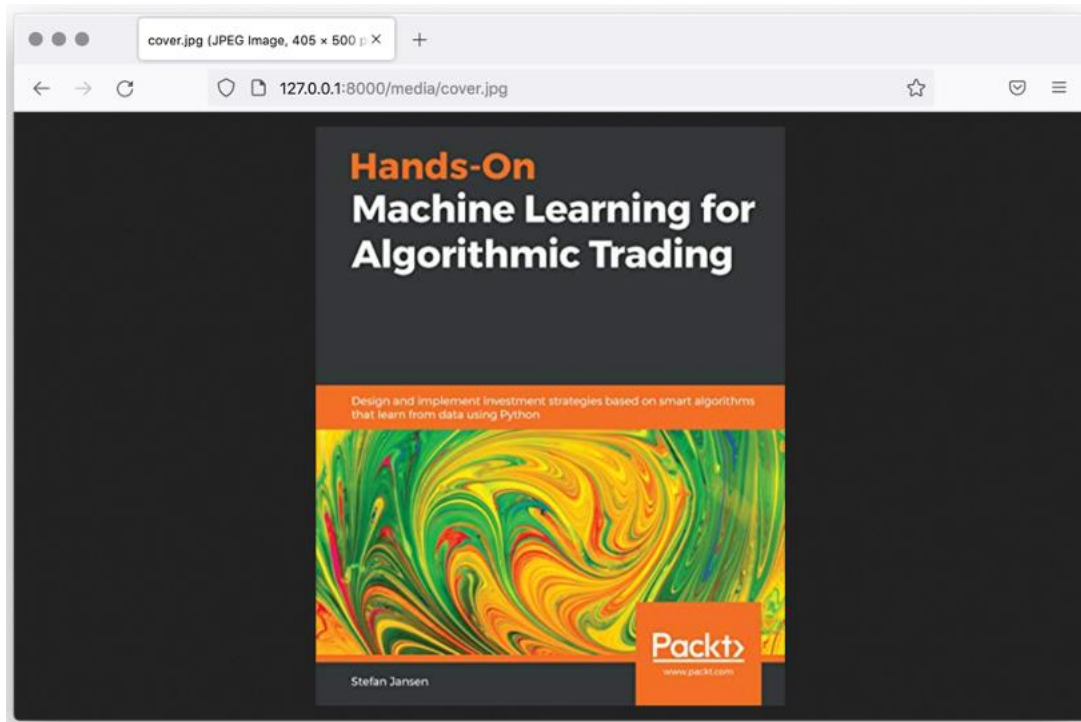 cover.jpg (JPEG Image, 405 × 500 p
127.0.0.1:8000/media/cover.jpg
Hands-On
Machine Learning for
Algorithmic Trading
Design and implement investment strategies based on smart algorithms
that learn from data using Python
Packt>
www.packt.com
Stefan Jansen